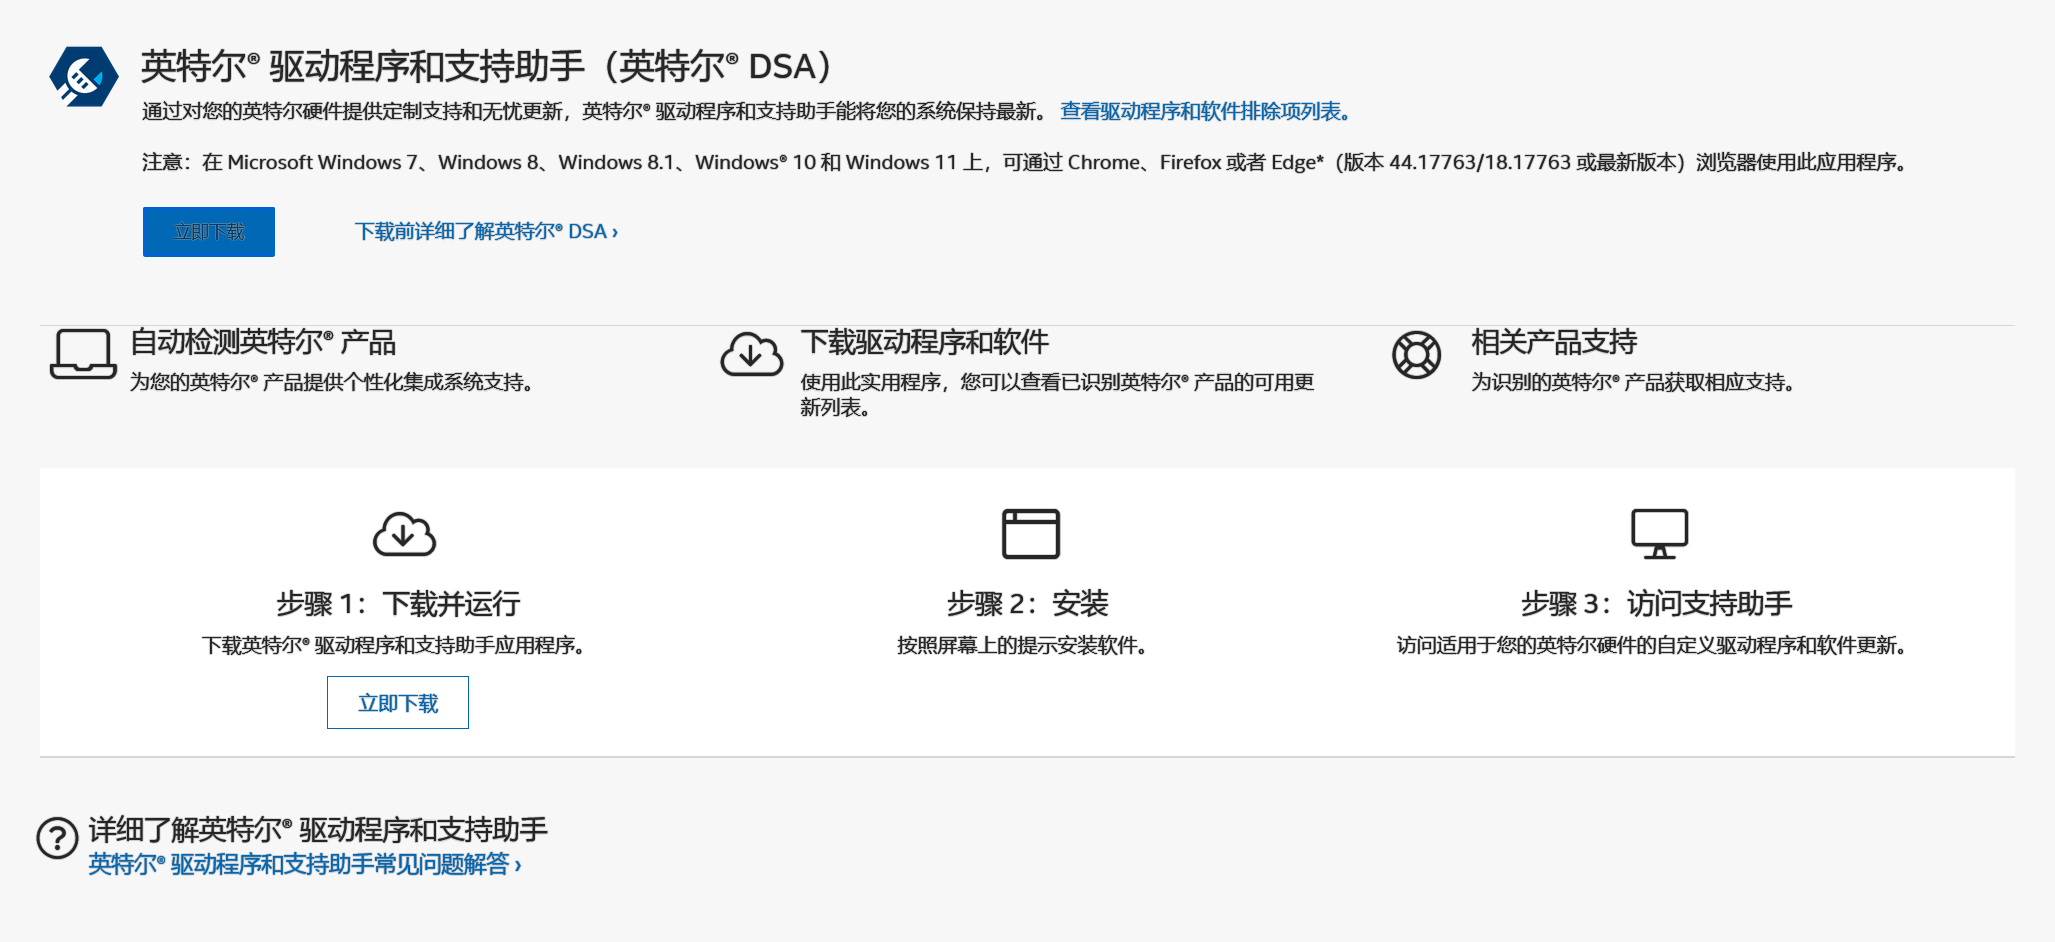 英特尔® 驱动程序和支持助手（英特尔® DSA）
通过对您的英特尔硬件提供定制支持和无忧更新，英特尔® 驱动程序和支持助手能将您的系统保持最新。 查看驱动程序和软件排除项列表。
注意：在 Microsoft Windows 7、Windows 8、Windows 8.1、Windows® 10 和 Windows 11 上，可通过 Chrome、Firefox 或者 Edge*（版本 44.17763/18.17763 或最新版本）浏览器使用此应用程序。
立即下载
下载前详细了解英特尔® DSA ›
自动检测英特尔® 产品
为您的英特尔® 产品提供个性化集成系统支持。
下载驱动程序和软件
使用此实用程序，您可以查看已识别英特尔® 产品的可用更
新列表。
相关产品支持
为识别的英特尔® 产品获取相应支持。
步骤 1：下载并运行
下载英特尔® 驱动程序和支持助手应用程序。
立即下载
步骤 2：安装
按照屏幕上的提示安装软件。
步骤 3：访问支持助手
访问适用于您的英特尔硬件的自定义驱动程序和软件更新。
详细了解英特尔® 驱动程序和支持助手
英特尔® 驱动程序和支持助手常见问题解答 ›